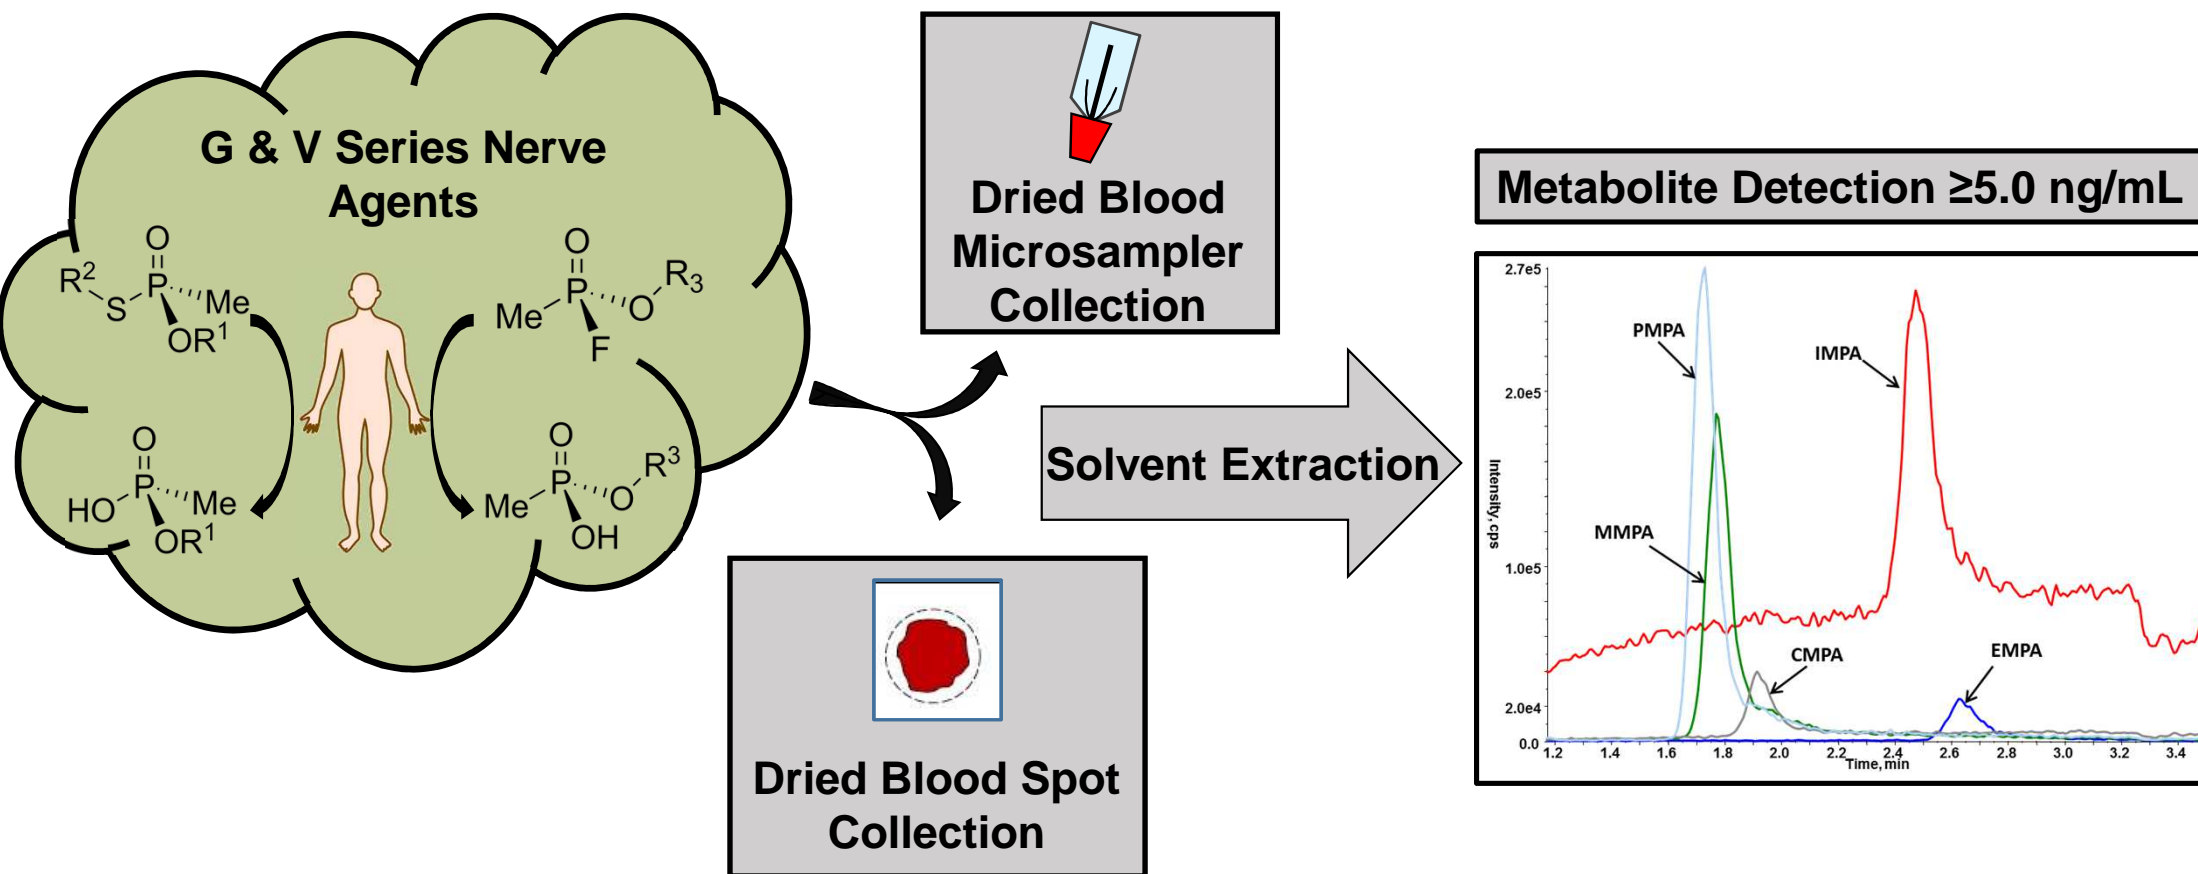 G & V Series Nerve
Agents
O
R² S P Me
OR¹
O
Me P O R₃
F
O
HO P Me
OR¹
O
Me P O R³
OH
Dried Blood
Microsampler
Collection
Dried Blood Spot
Collection
Solvent Extraction
Metabolite Detection ≥5.0 ng/mL
2.7e5
2.0e5
1.0e5
2.0e4
0.0
Intensity, cps
PMPA
IMPA
MMPA
CMPA
EMPA
1.2 1.4 1.6 1.8 2.0 2.2 2.4 2.6 2.8 3.0 3.2 3.4
Time, min